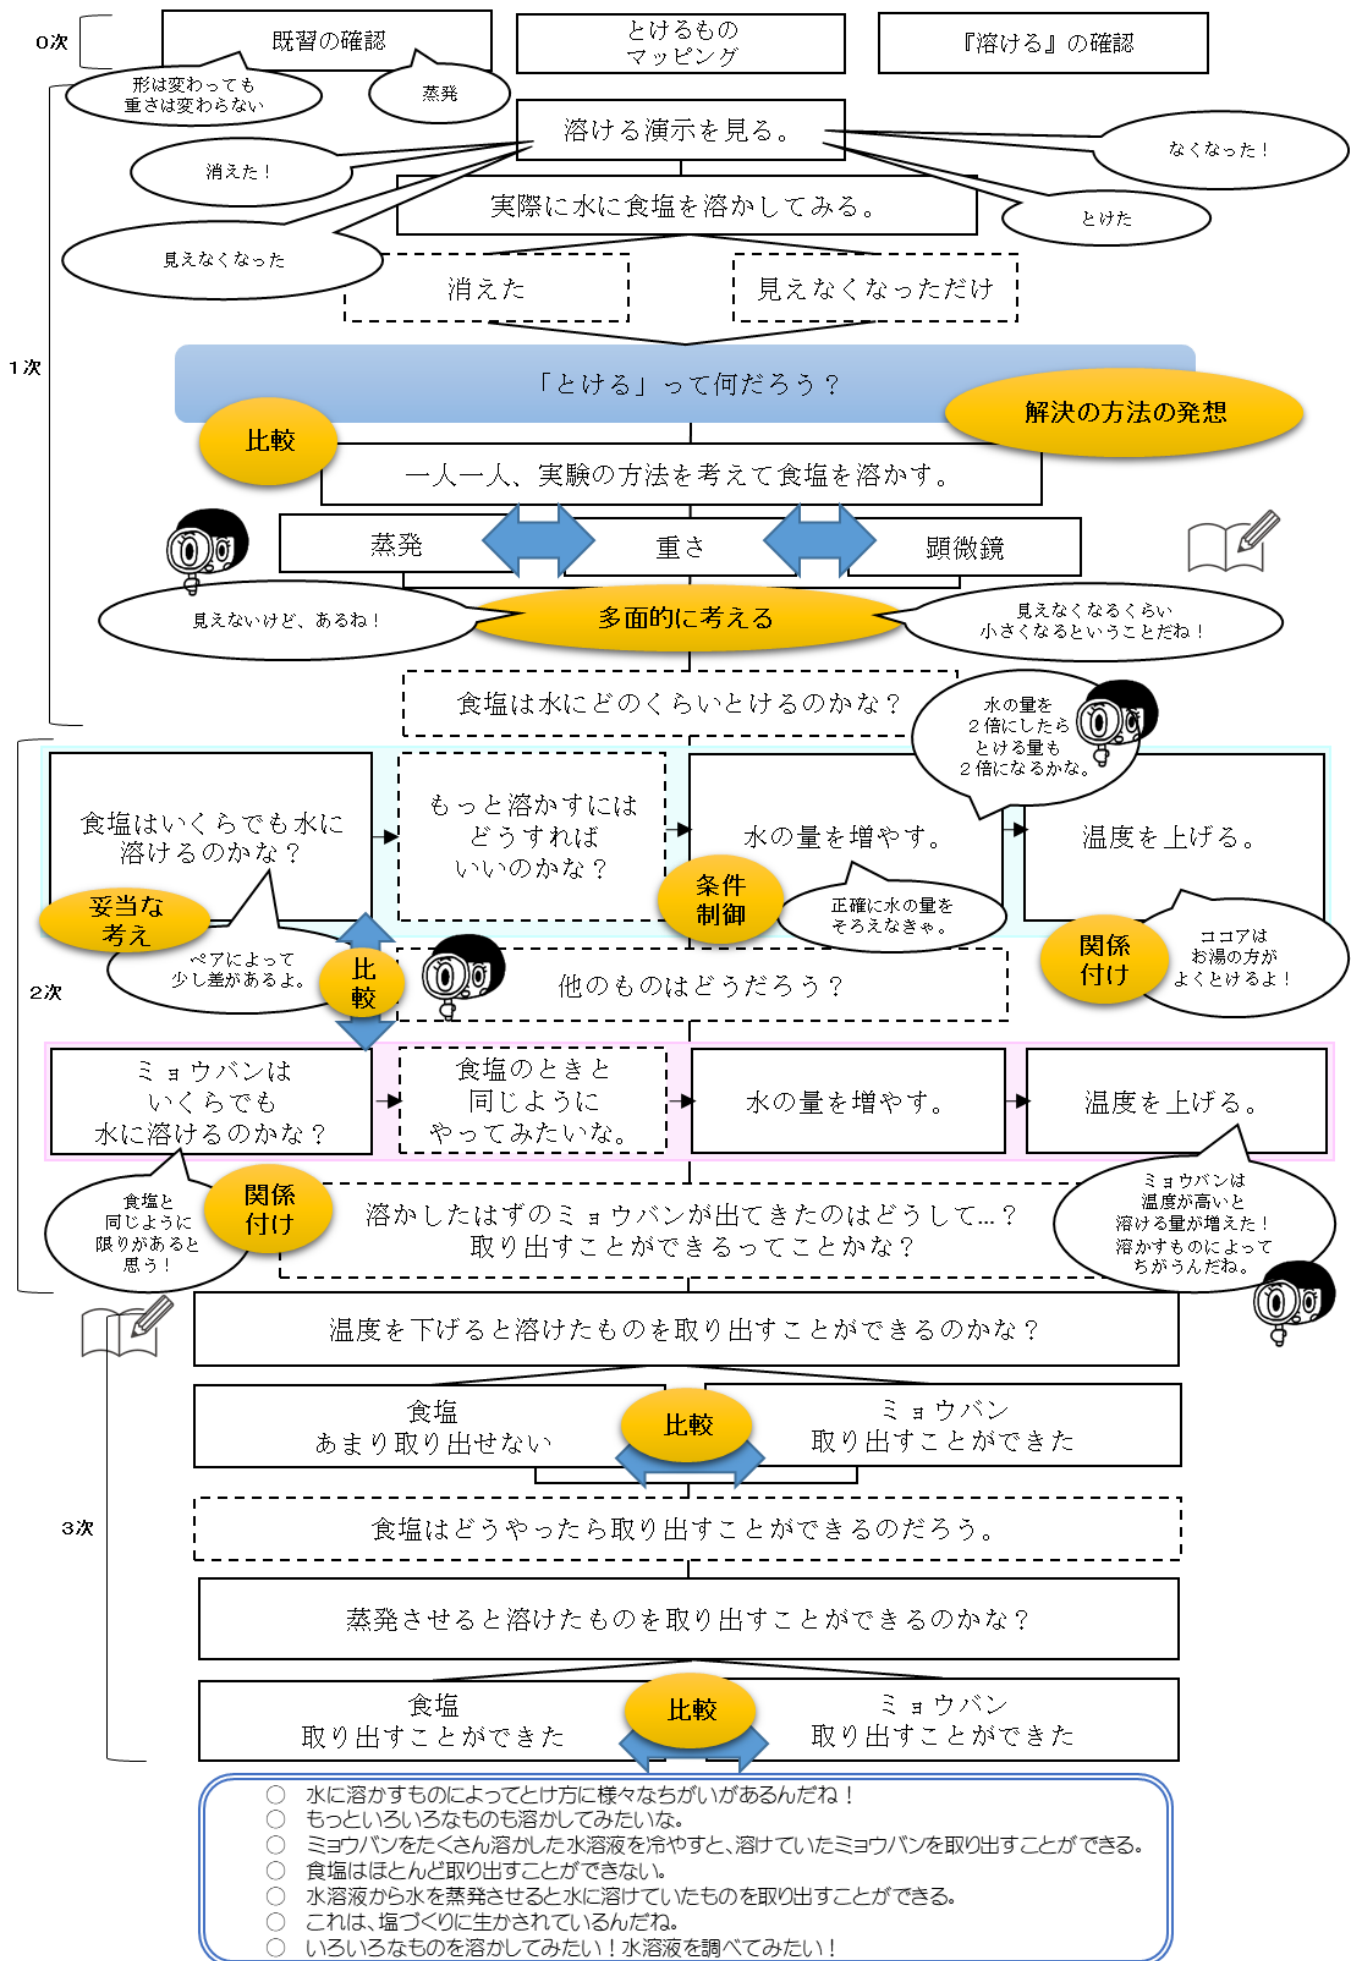 0次
既習の確認
とけるもの
マッピング
『溶ける』の確認
形は変わっても
重さは変わらない
蒸発
溶ける演示を見る。
消えた！
なくなった！
実際に水に食塩を溶かしてみる。
とけた
見えなくなった
消えた
見えなくなっただけ
1次
「とける」って何だろう？
解決の方法の発想
比較
一人一人、実験の方法を考えて食塩を溶かす。
蒸発
重さ
顕微鏡
見えないけど、あるね！
多面的に考える
見えなくなるくらい
小さくなるということだね！
食塩は水にどのくらいとけるのかな？
水の量を
２倍にしたら
とける量も
２倍になるかな。
食塩はいくらでも水に
溶けるのかな？
もっと溶かすには
どうすれば
いいのかな？
水の量を増やす。
温度を上げる。
妥当な
考え
条件
制御
正確に水の量を
そろえなきゃ。
ペアによって
少し差があるよ。
比
較
関係
付け
ココアは
お湯の方が
よくとけるよ！
2次
他のものはどうだろう？
ミョウバンは
いくらでも
水に溶けるのかな？
食塩のときと
同じように
やってみたいな。
水の量を増やす。
温度を上げる。
食塩と
同じように
限りがあると
思う！
関係
付け
溶かしたはずのミョウバンが出てきたのはどうして…？
取り出すことができるってことかな？
ミョウバンは
温度が高いと
溶ける量が増えた！
溶かすものによって
ちがうんだね。
温度を下げると溶けたものを取り出すことができるのかな？
食塩
あまり取り出せない
比較
ミョウバン
取り出すことができた
3次
食塩はどうやったら取り出すことができるのだろう。
蒸発させると溶けたものを取り出すことができるのかな？
食塩
取り出すことができた
比較
ミョウバン
取り出すことができた
○ 水に溶かすものによってとけ方に様々なちがいがあるんだね！
○ もっといろいろなものも溶かしてみたいな。
○ ミョウバンをたくさん溶かした水溶液を冷やすと、溶けていたミョウバンを取り出すことができる。
○ 食塩はほとんど取り出すことができない。
○ 水溶液から水を蒸発させると水に溶けていたものを取り出すことができる。
○ これは、塩づくりに生かされているんだね。
○ いろいろなものを溶かしてみたい！水溶液を調べてみたい！